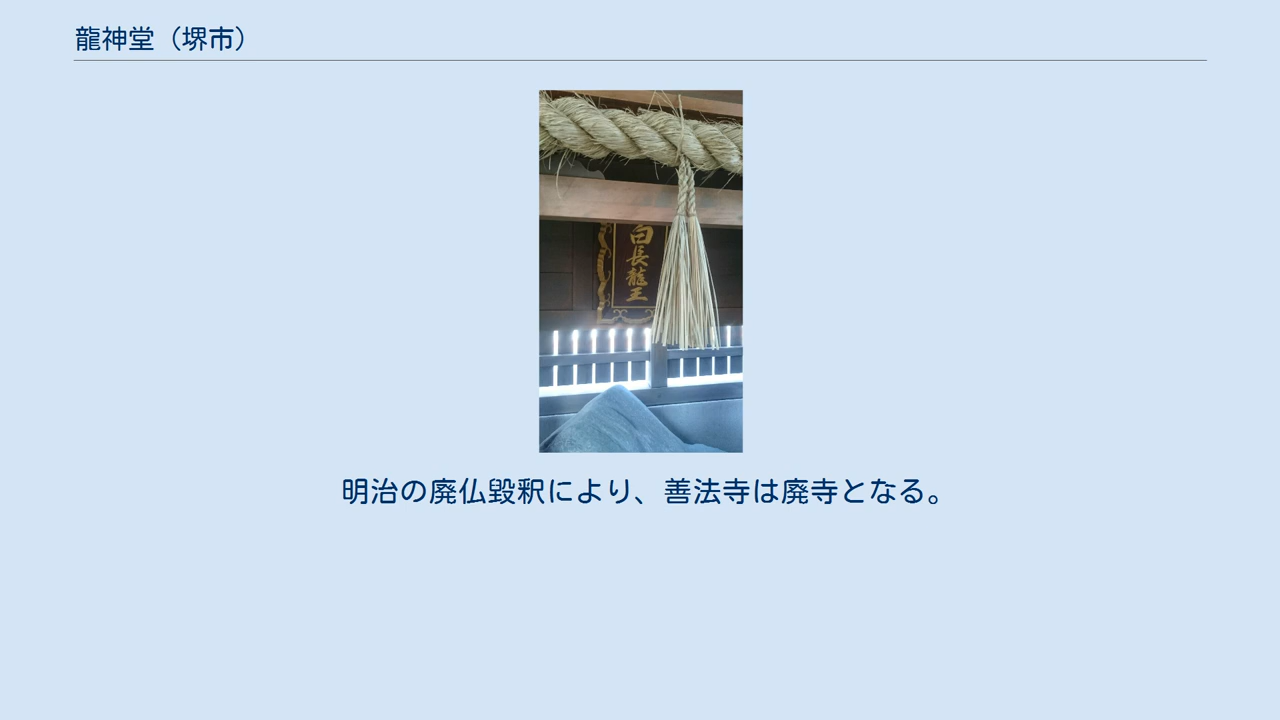 龍神堂（堺市）
白長龍王
明治の廃仏毀釈により、善法寺は廃寺となる。